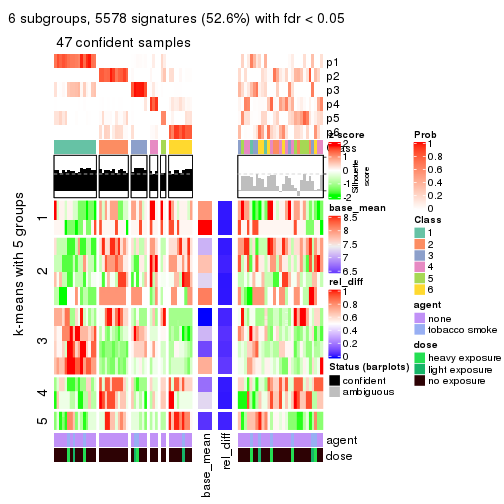 6 subgroups, 5578 signatures (52.6%) with fdr < 0.05
47 confident samples
p1
p2
p3
p4
p5
p6
Class
z-score
2
1
0
-1
-2
Silhouette
score
k-means with 5 groups
1
2
3
4
5
base_mean
8.5
8
7.5
7
6.5
rel_diff
1
0.8
0.6
0.4
0.2
0
Status (barplots)
confident
ambiguous
Prob
1
0.8
0.6
0.4
0.2
0
Class
1
2
3
4
5
6
agent
none
tobacco smoke
dose
heavy exposure
light exposure
no exposure
agent
dose
base_mean
rel_diff